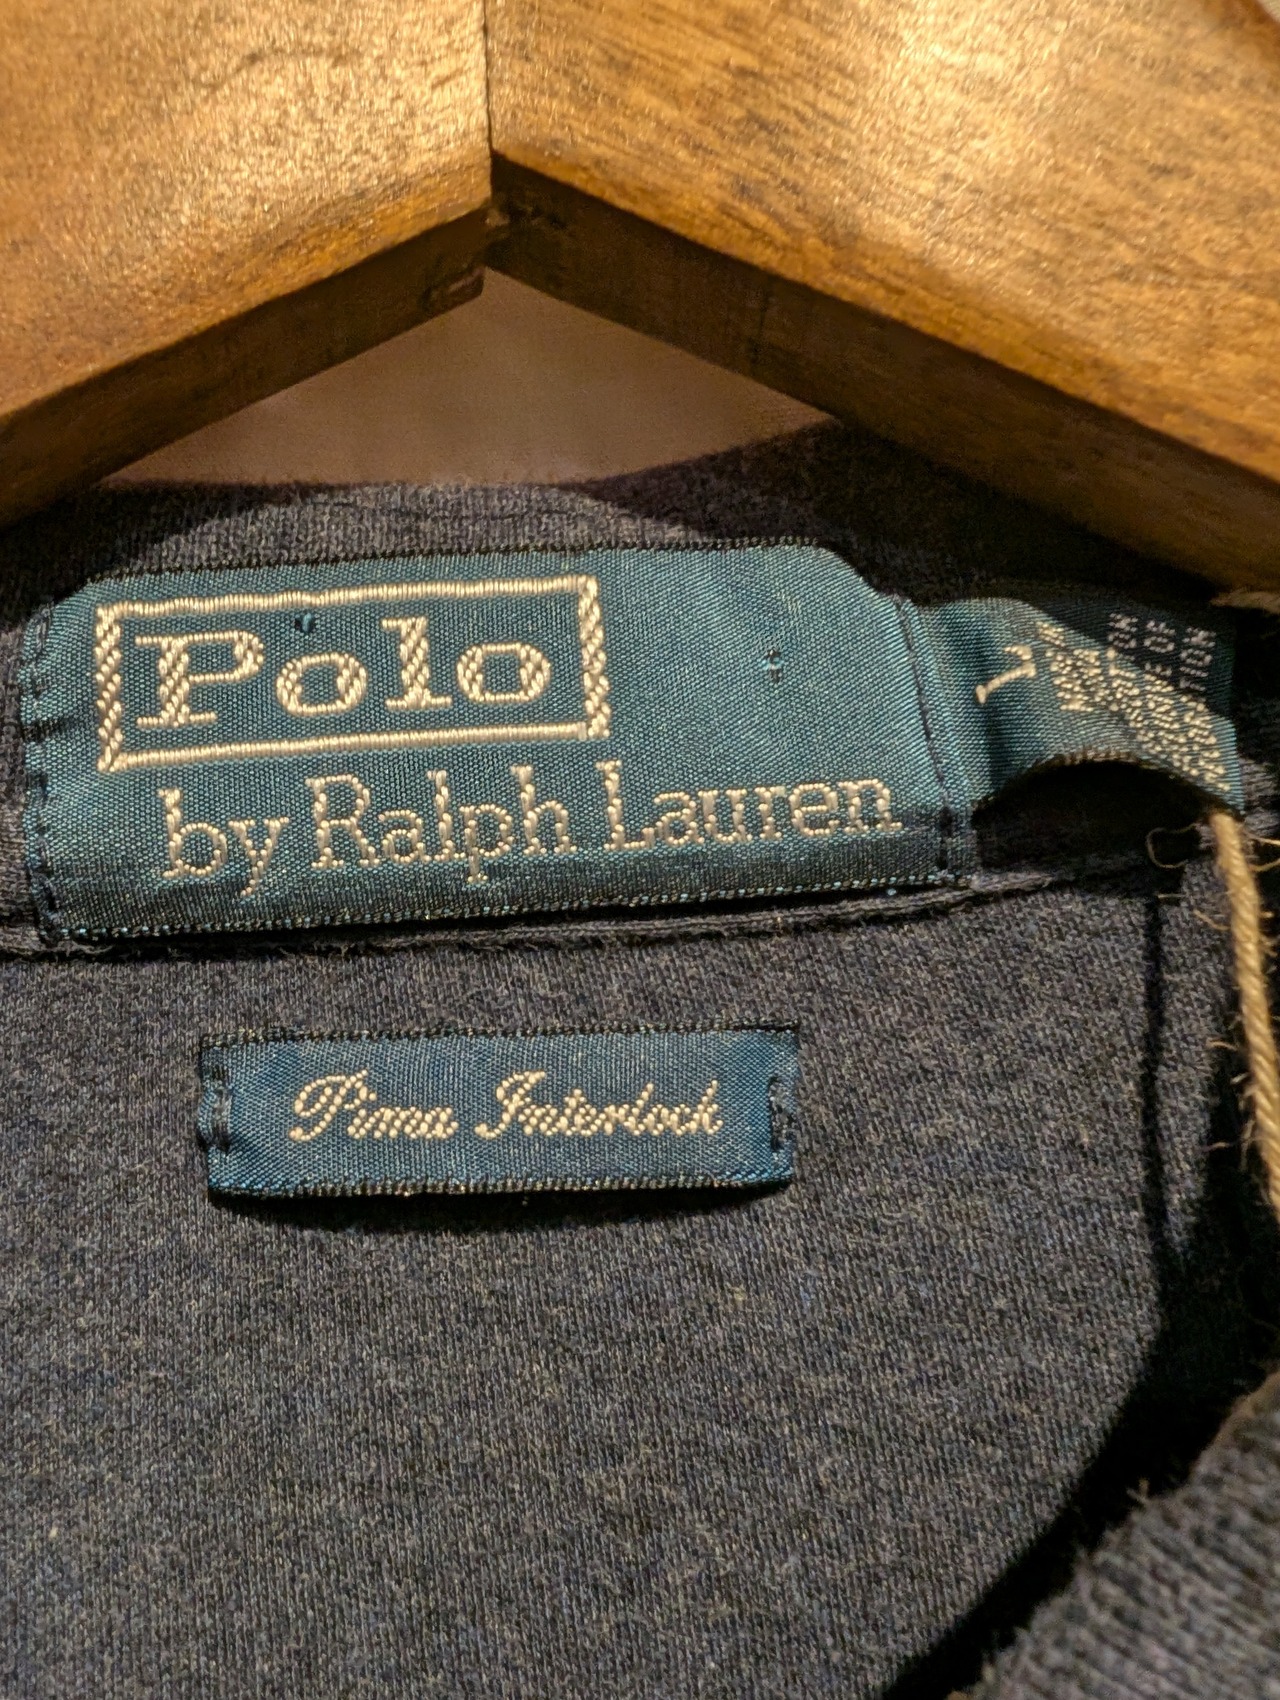 Polo
by Ralph Lauren
L
Pima Interlock